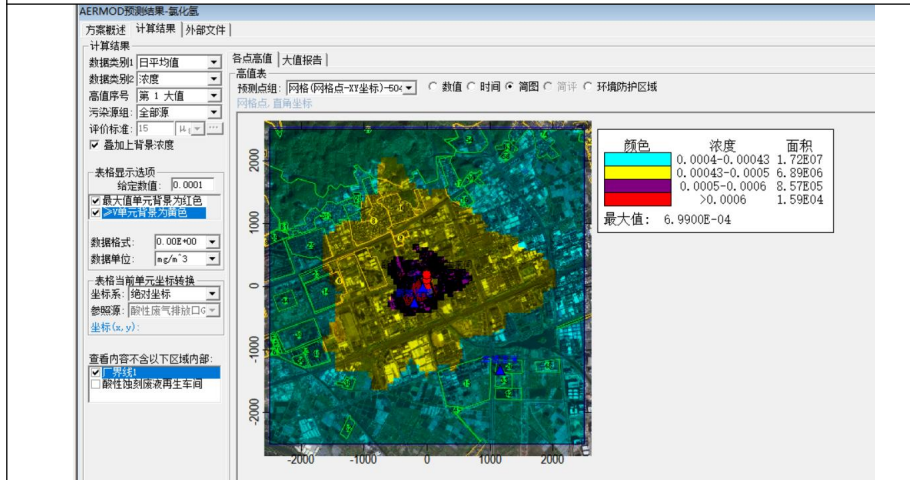 AERMOD预测结果-氯化氢
方案概述 计算结果 外部文件
计算结果
数据类别1 日平均值
数据类别2 浓度
高值序号 第 1 大值
污染源组: 全部源
评价标准: 15
叠加上背景浓度
表格显示选项
给定数值: 0.0001
最大值单元背景为红色
≥V单元背景为黄色
数据格式: 0.00E+00
数据单位: mg/m^3
表格当前单元坐标转换
坐标系: 绝对坐标
参照源: 酸性废气排放口G
坐标(x,y):
查看内容不含以下区域内部:
厂界线1
酸性蚀刻废液再生车间
各点高值 大值报告
高值表
预测点组: 网格(网格点-XY坐标)-504 数值 时间 简图 简评 环境防护区域
网格点,直角坐标
2000
1000
0
-1000
-2000
-2000 -1000 0 1000 2000
颜色 浓度 面积
0.0004-0.00043 1.72E07
0.00043-0.0005 6.89E06
0.0005-0.0006 8.57E05
>0.0006 1.59E04
最大值: 6.9900E-04